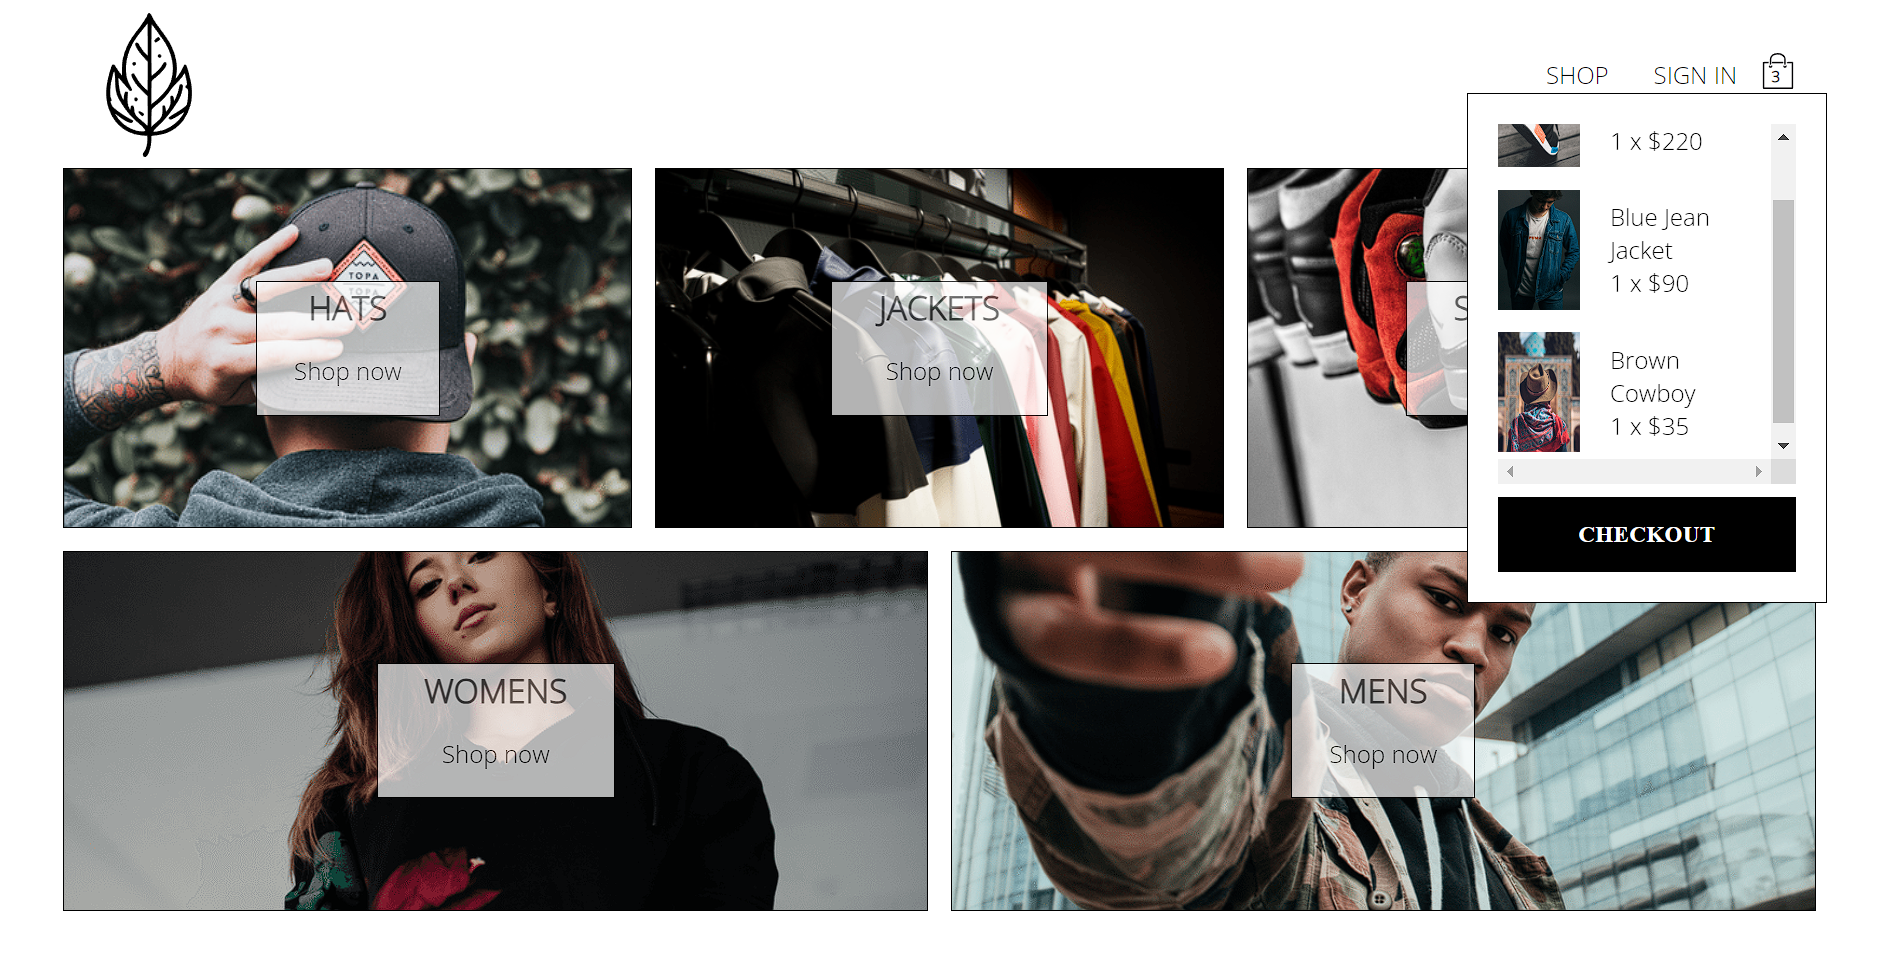 SHOP
SIGN IN
3
1 x $220
Blue Jean
Jacket
1 x $90
Brown
Cowboy
1 x $35
CHECKOUT
TOPA
TOPA
HATS
Shop now
JACKETS
Shop now
S
WOMENS
Shop now
MENS
Shop now